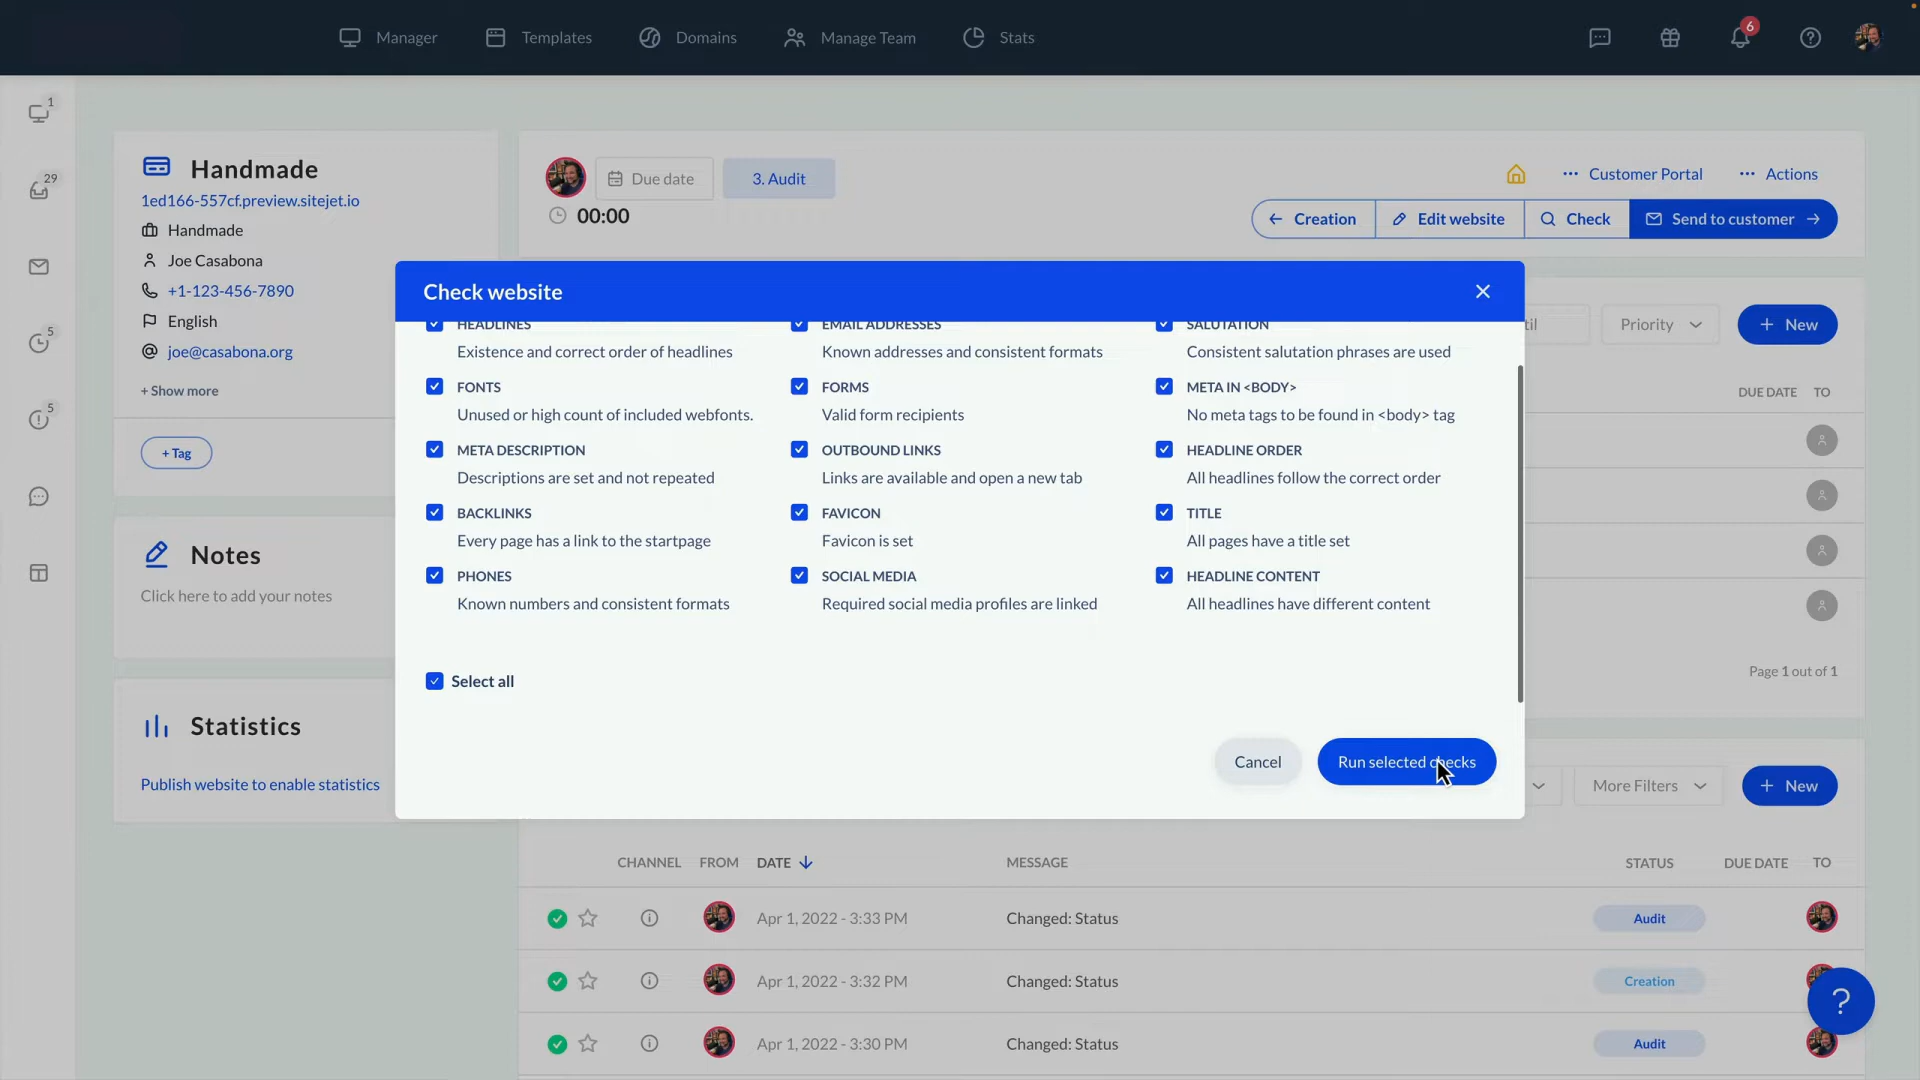 Manager
Templates
Domains
Manage Team
Stats
6
1
29
5
5
Handmade
1ed166-557cf.preview.sitejet.io
Handmade
Joe Casabona
+1-123-456-7890
English
joe@casabona.org
+ Show more
+ Tag
Notes
Click here to add your notes
Statistics
Publish website to enable statistics
Due date
3. Audit
00:00
Customer Portal
Actions
Creation
Edit website
Check
Send to customer
Priority
+ New
DUE DATE TO
Page 1 out of 1
Check website
HEADLINES
Existence and correct order of headlines
EMAIL ADDRESSES
Known addresses and consistent formats
SALUTATION
Consistent salutation phrases are used
FONTS
Unused or high count of included webfonts.
FORMS
Valid form recipients
META IN <BODY>
No meta tags to be found in <body> tag
META DESCRIPTION
Descriptions are set and not repeated
OUTBOUND LINKS
Links are available and open a new tab
HEADLINE ORDER
All headlines follow the correct order
BACKLINKS
Every page has a link to the startpage
FAVICON
Favicon is set
TITLE
All pages have a title set
PHONES
Known numbers and consistent formats
SOCIAL MEDIA
Required social media profiles are linked
HEADLINE CONTENT
All headlines have different content
Select all
Cancel
Run selected checks
More Filters
+ New
CHANNEL FROM DATE MESSAGE STATUS DUE DATE TO
Apr 1, 2022 - 3:33 PM Changed: Status Audit
Apr 1, 2022 - 3:32 PM Changed: Status Creation
Apr 1, 2022 - 3:30 PM Changed: Status Audit
?